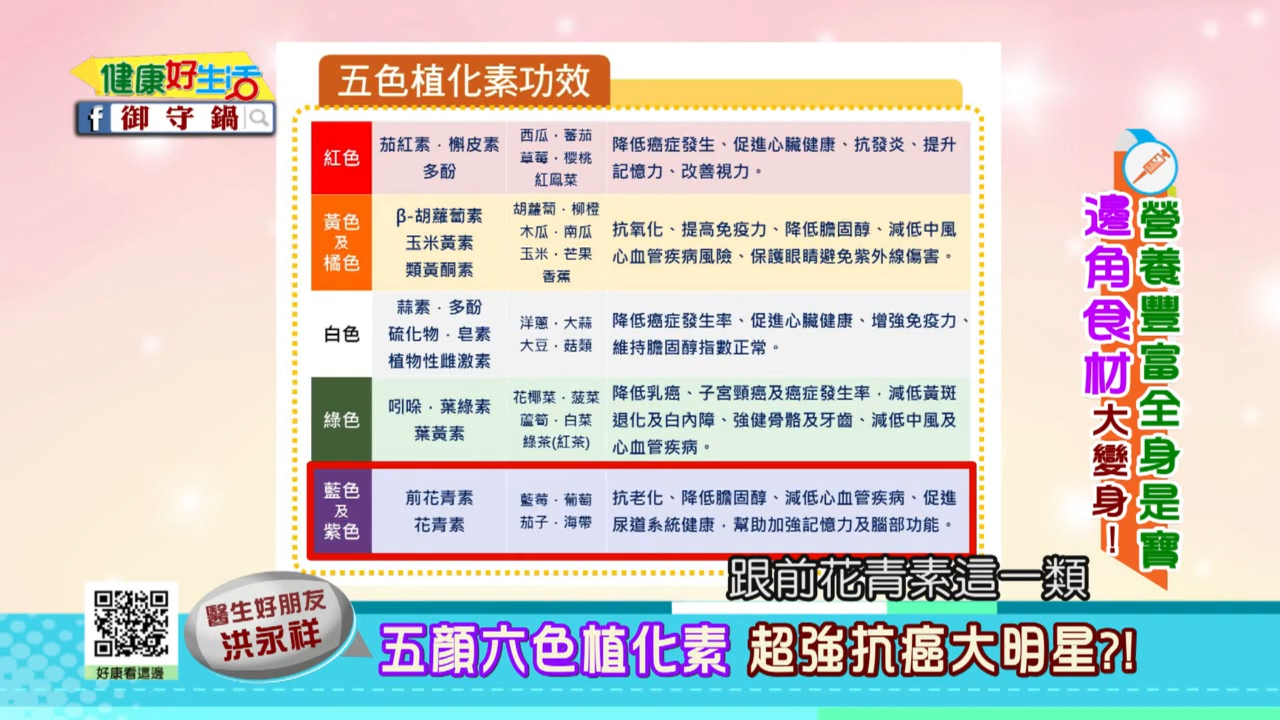 健康好生活
f 御守鍋
五色植化素功效
紅色
茄紅素．槲皮素
多酚
西瓜．蕃茄
草莓．櫻桃
紅鳳菜
降低癌症發生、促進心臟健康、抗發炎、提升
記憶力、改善視力。
黃色
及
橘色
β-胡蘿蔔素
玉米黃素
類黃酮素
胡蘿蔔．柳橙
木瓜．南瓜
玉米．芒果
香蕉
抗氧化、提高免疫力、降低膽固醇、減低中風
心血管疾病風險、保護眼睛避免紫外線傷害。
白色
蒜素．多酚
硫化物．皂素
植物性雌激素
洋蔥．大蒜
大豆．菇類
降低癌症發生率、促進心臟健康、增強免疫力、
維持膽固醇指數正常。
綠色
吲哚．葉綠素
葉黃素
花椰菜．菠菜
蘆筍．白菜
綠茶(紅茶)
降低乳癌、子宮頸癌及癌症發生率，減低黃斑
退化及白內障、強健骨骼及牙齒、減低中風及
心血管疾病。
藍色
及
紫色
前花青素
花青素
藍莓．葡萄
茄子．海帶
抗老化、降低膽固醇、減低心血管疾病、促進
尿道系統健康，幫助加強記憶力及腦部功能。
營養豐富全身是寶
邊角食材大變身！
跟前花青素這一類
好康看這邊
醫生好朋友
洪永祥
五顏六色植化素 超強抗癌大明星?!